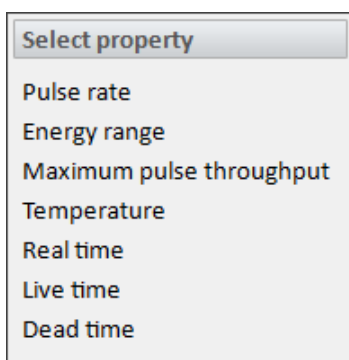 Select property
Pulse rate
Energy range
Maximum pulse throughput
Temperature
Real time
Live time
Dead time